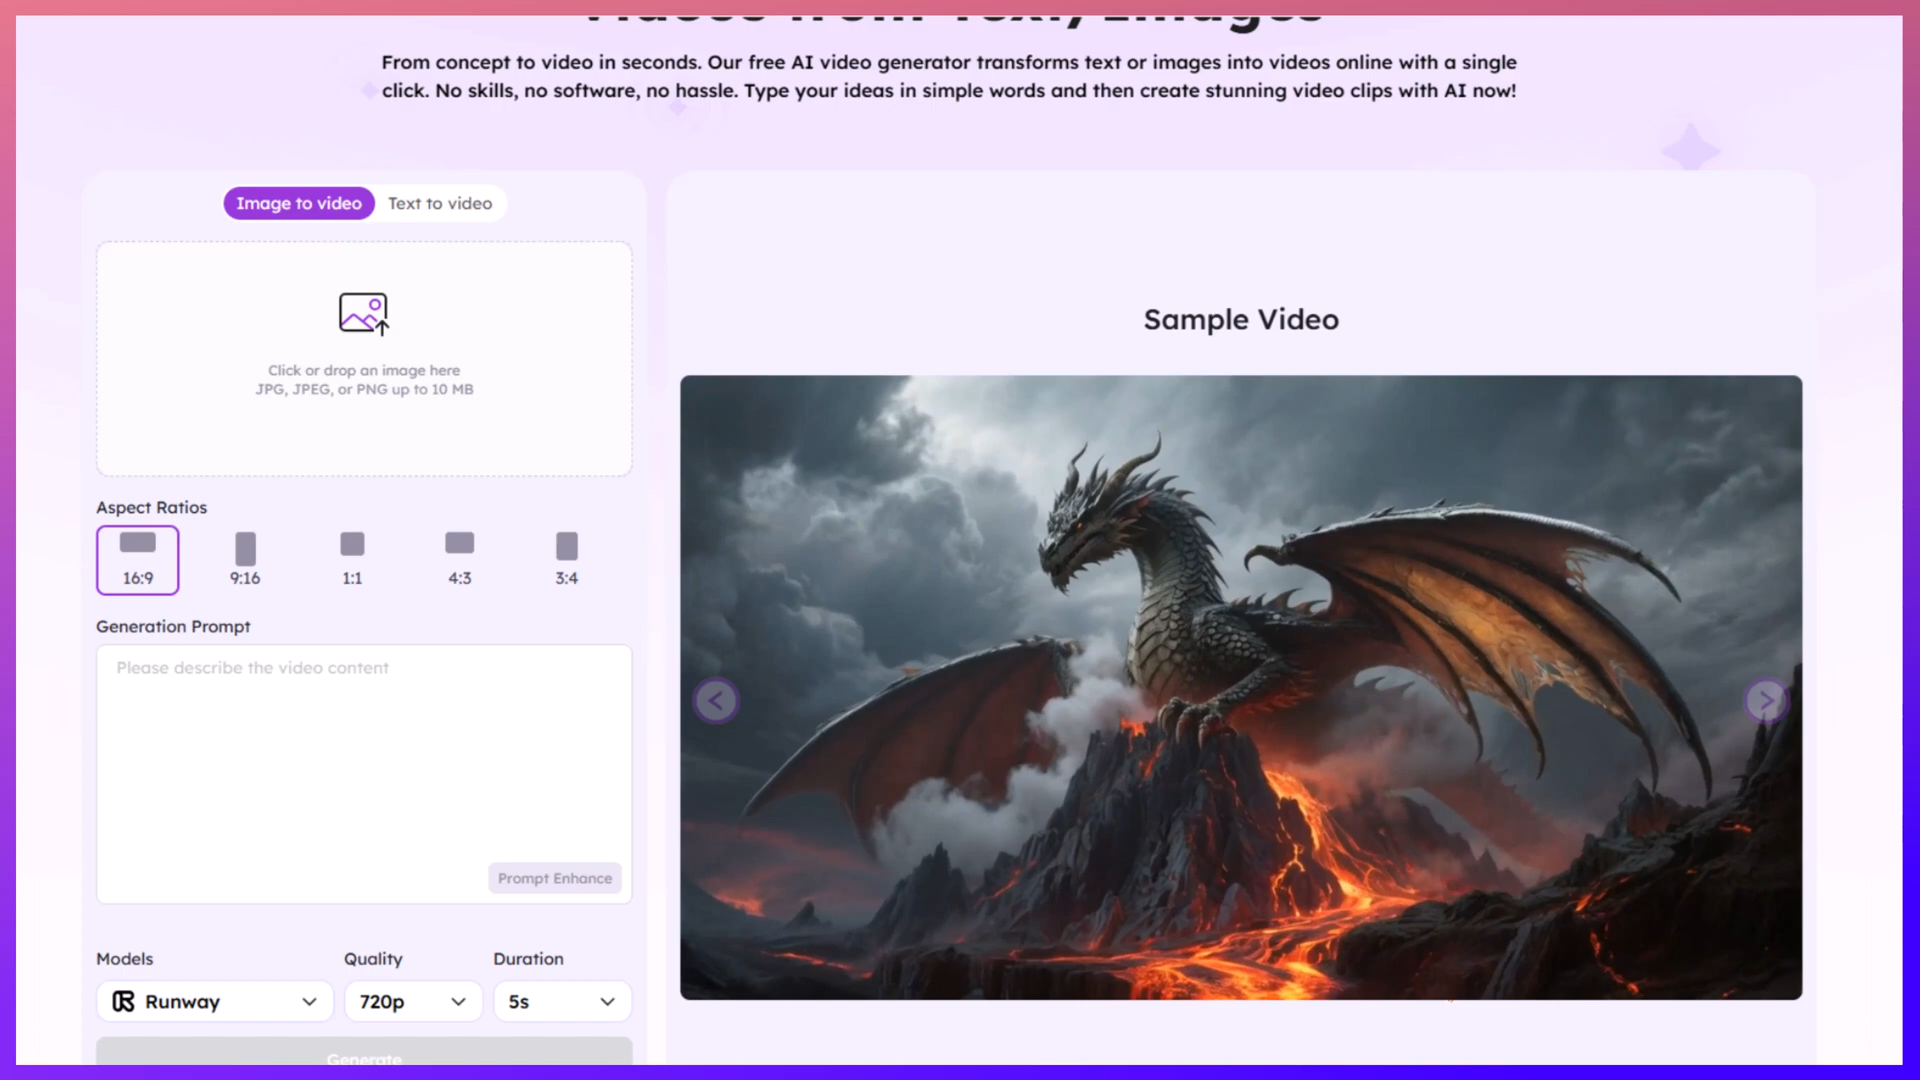 Videos from Text/Images
From concept to video in seconds. Our free AI video generator transforms text or images into videos online with a single
click. No skills, no software, no hassle. Type your ideas in simple words and then create stunning video clips with AI now!
Image to video
Text to video
Click or drop an image here
JPG, JPEG, or PNG up to 10 MB
Aspect Ratios
16:9
9:16
1:1
4:3
3:4
Generation Prompt
Please describe the video content
Prompt Enhance
Models
Quality
Duration
Runway
720p
5s
Generate
Sample Video